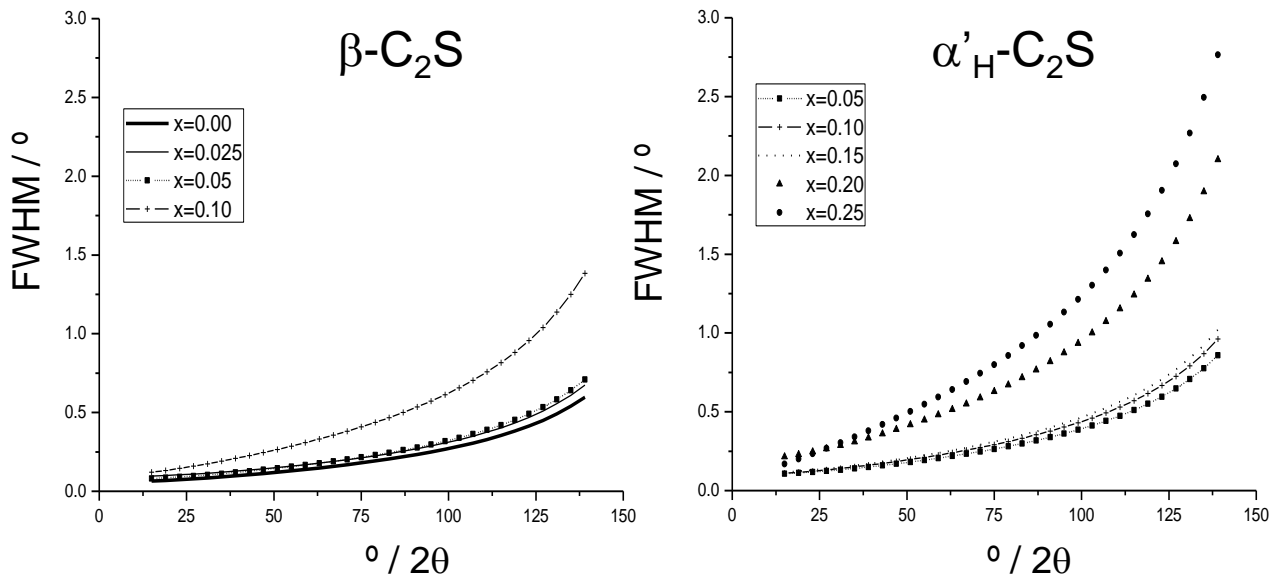 β-C₂S
FWHM / º
3.0
2.5
2.0
1.5
1.0
0.5
0.0
x=0.00
x=0.025
x=0.05
x=0.10
0 25 50 75 100 125 150
º / 2θ
α’H-C₂S
FWHM / º
3.0
2.5
2.0
1.5
1.0
0.5
0.0
x=0.05
x=0.10
x=0.15
x=0.20
x=0.25
0 25 50 75 100 125 150
º / 2θ